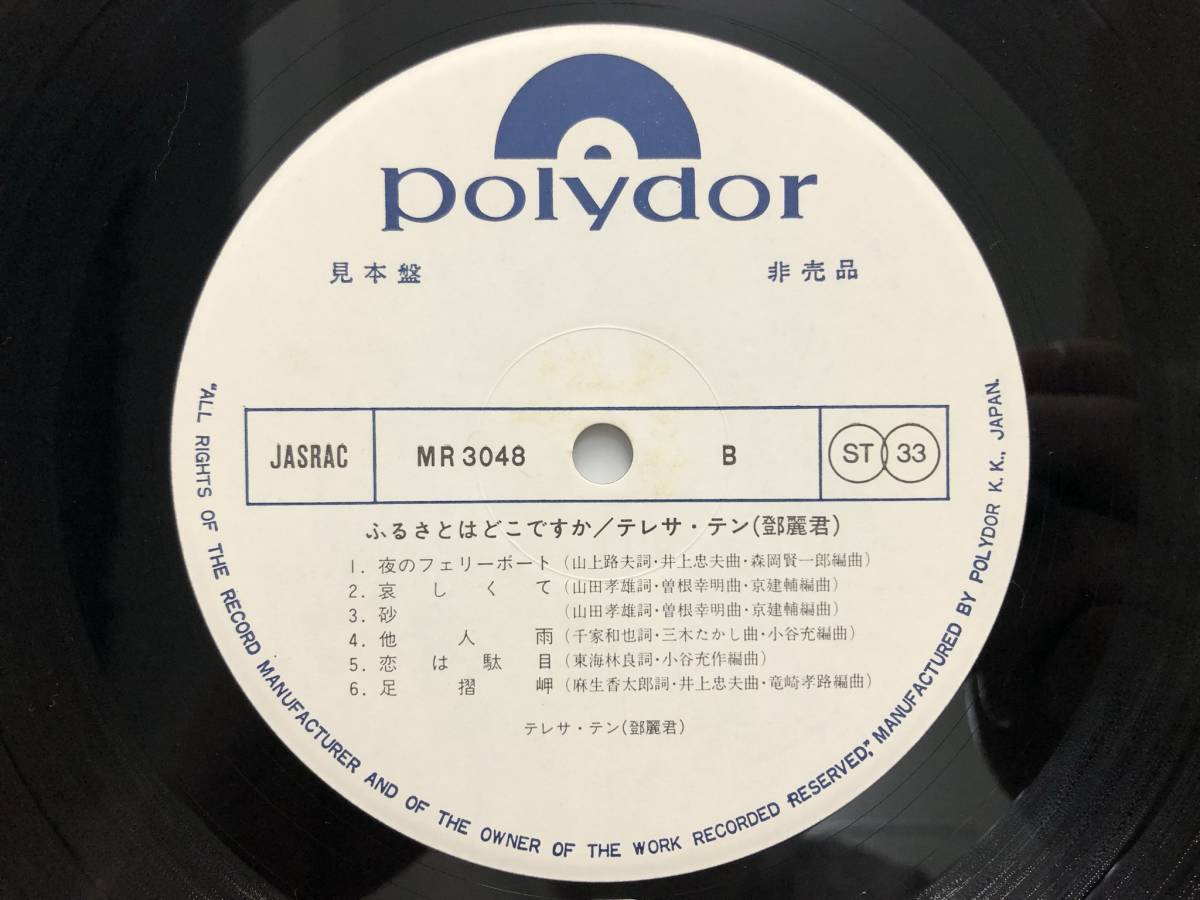 polydor
見本盤 非売品
JASRAC MR 3048 B ST 33
ふるさとはどこですか/テレサ・テン(鄧麗君)
1. 夜のフェリーボート (山上路夫詞・井上忠夫曲・森岡賢一郎編曲)
2. 哀しくて (山田孝雄詞・曽根幸明曲・京建輔編曲)
3. 砂 (山田孝雄詞・曽根幸明曲・京建輔編曲)
4. 他人雨 (千家和也詞・三木たかし曲・小谷充編曲)
5. 恋は駄目 (東海林良詞・小谷充作編曲)
6. 足摺岬 (麻生香太郎詞・井上忠夫曲・竜崎孝路編曲)
テレサ・テン(鄧麗君)
"ALL RIGHTS OF THE RECORD MANUFACTURER AND OF THE OWNER OF THE WORK RECORDED RESERVED," MANUFACTURED BY POLYDOR K.K., JAPAN.